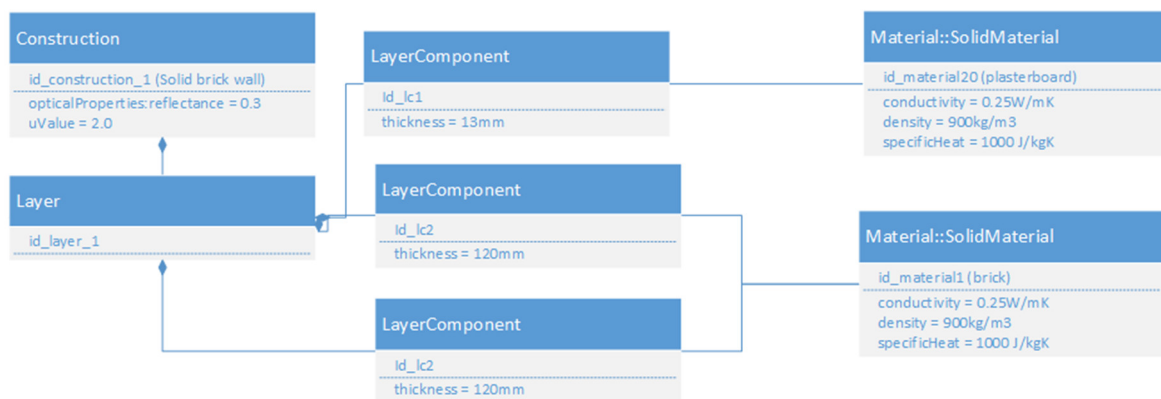 Construction
id_construction_1 (Solid brick wall)
opticalProperties:reflectance = 0.3
uValue = 2.0
Layer
id_layer_1
LayerComponent
Id_lc1
thickness = 13mm
LayerComponent
Id_lc2
thickness = 120mm
LayerComponent
Id_lc2
thickness = 120mm
Material::SolidMaterial
id_material20 (plasterboard)
conductivity = 0.25W/mK
density = 900kg/m3
specificHeat = 1000 J/kgK
Material::SolidMaterial
id_material1 (brick)
conductivity = 0.25W/mK
density = 900kg/m3
specificHeat = 1000 J/kgK